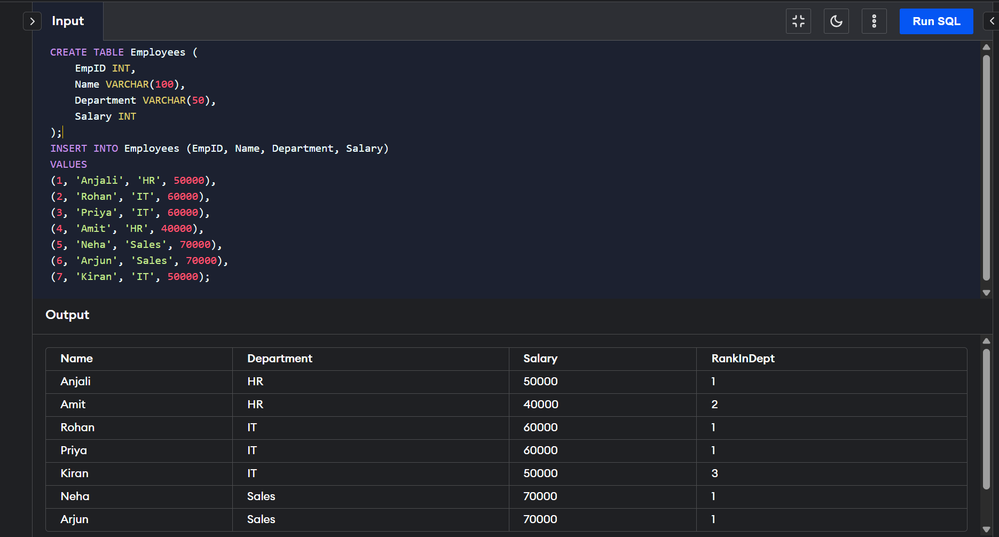 Input
Run SQL
CREATE TABLE Employees (
    EmpID INT,
    Name VARCHAR(100),
    Department VARCHAR(50),
    Salary INT
);
INSERT INTO Employees (EmpID, Name, Department, Salary)
VALUES
(1, 'Anjali', 'HR', 50000),
(2, 'Rohan', 'IT', 60000),
(3, 'Priya', 'IT', 60000),
(4, 'Amit', 'HR', 40000),
(5, 'Neha', 'Sales', 70000),
(6, 'Arjun', 'Sales', 70000),
(7, 'Kiran', 'IT', 50000);
Output
Name Department Salary RankInDept
Anjali HR 50000 1
Amit HR 40000 2
Rohan IT 60000 1
Priya IT 60000 1
Kiran IT 50000 3
Neha Sales 70000 1
Arjun Sales 70000 1